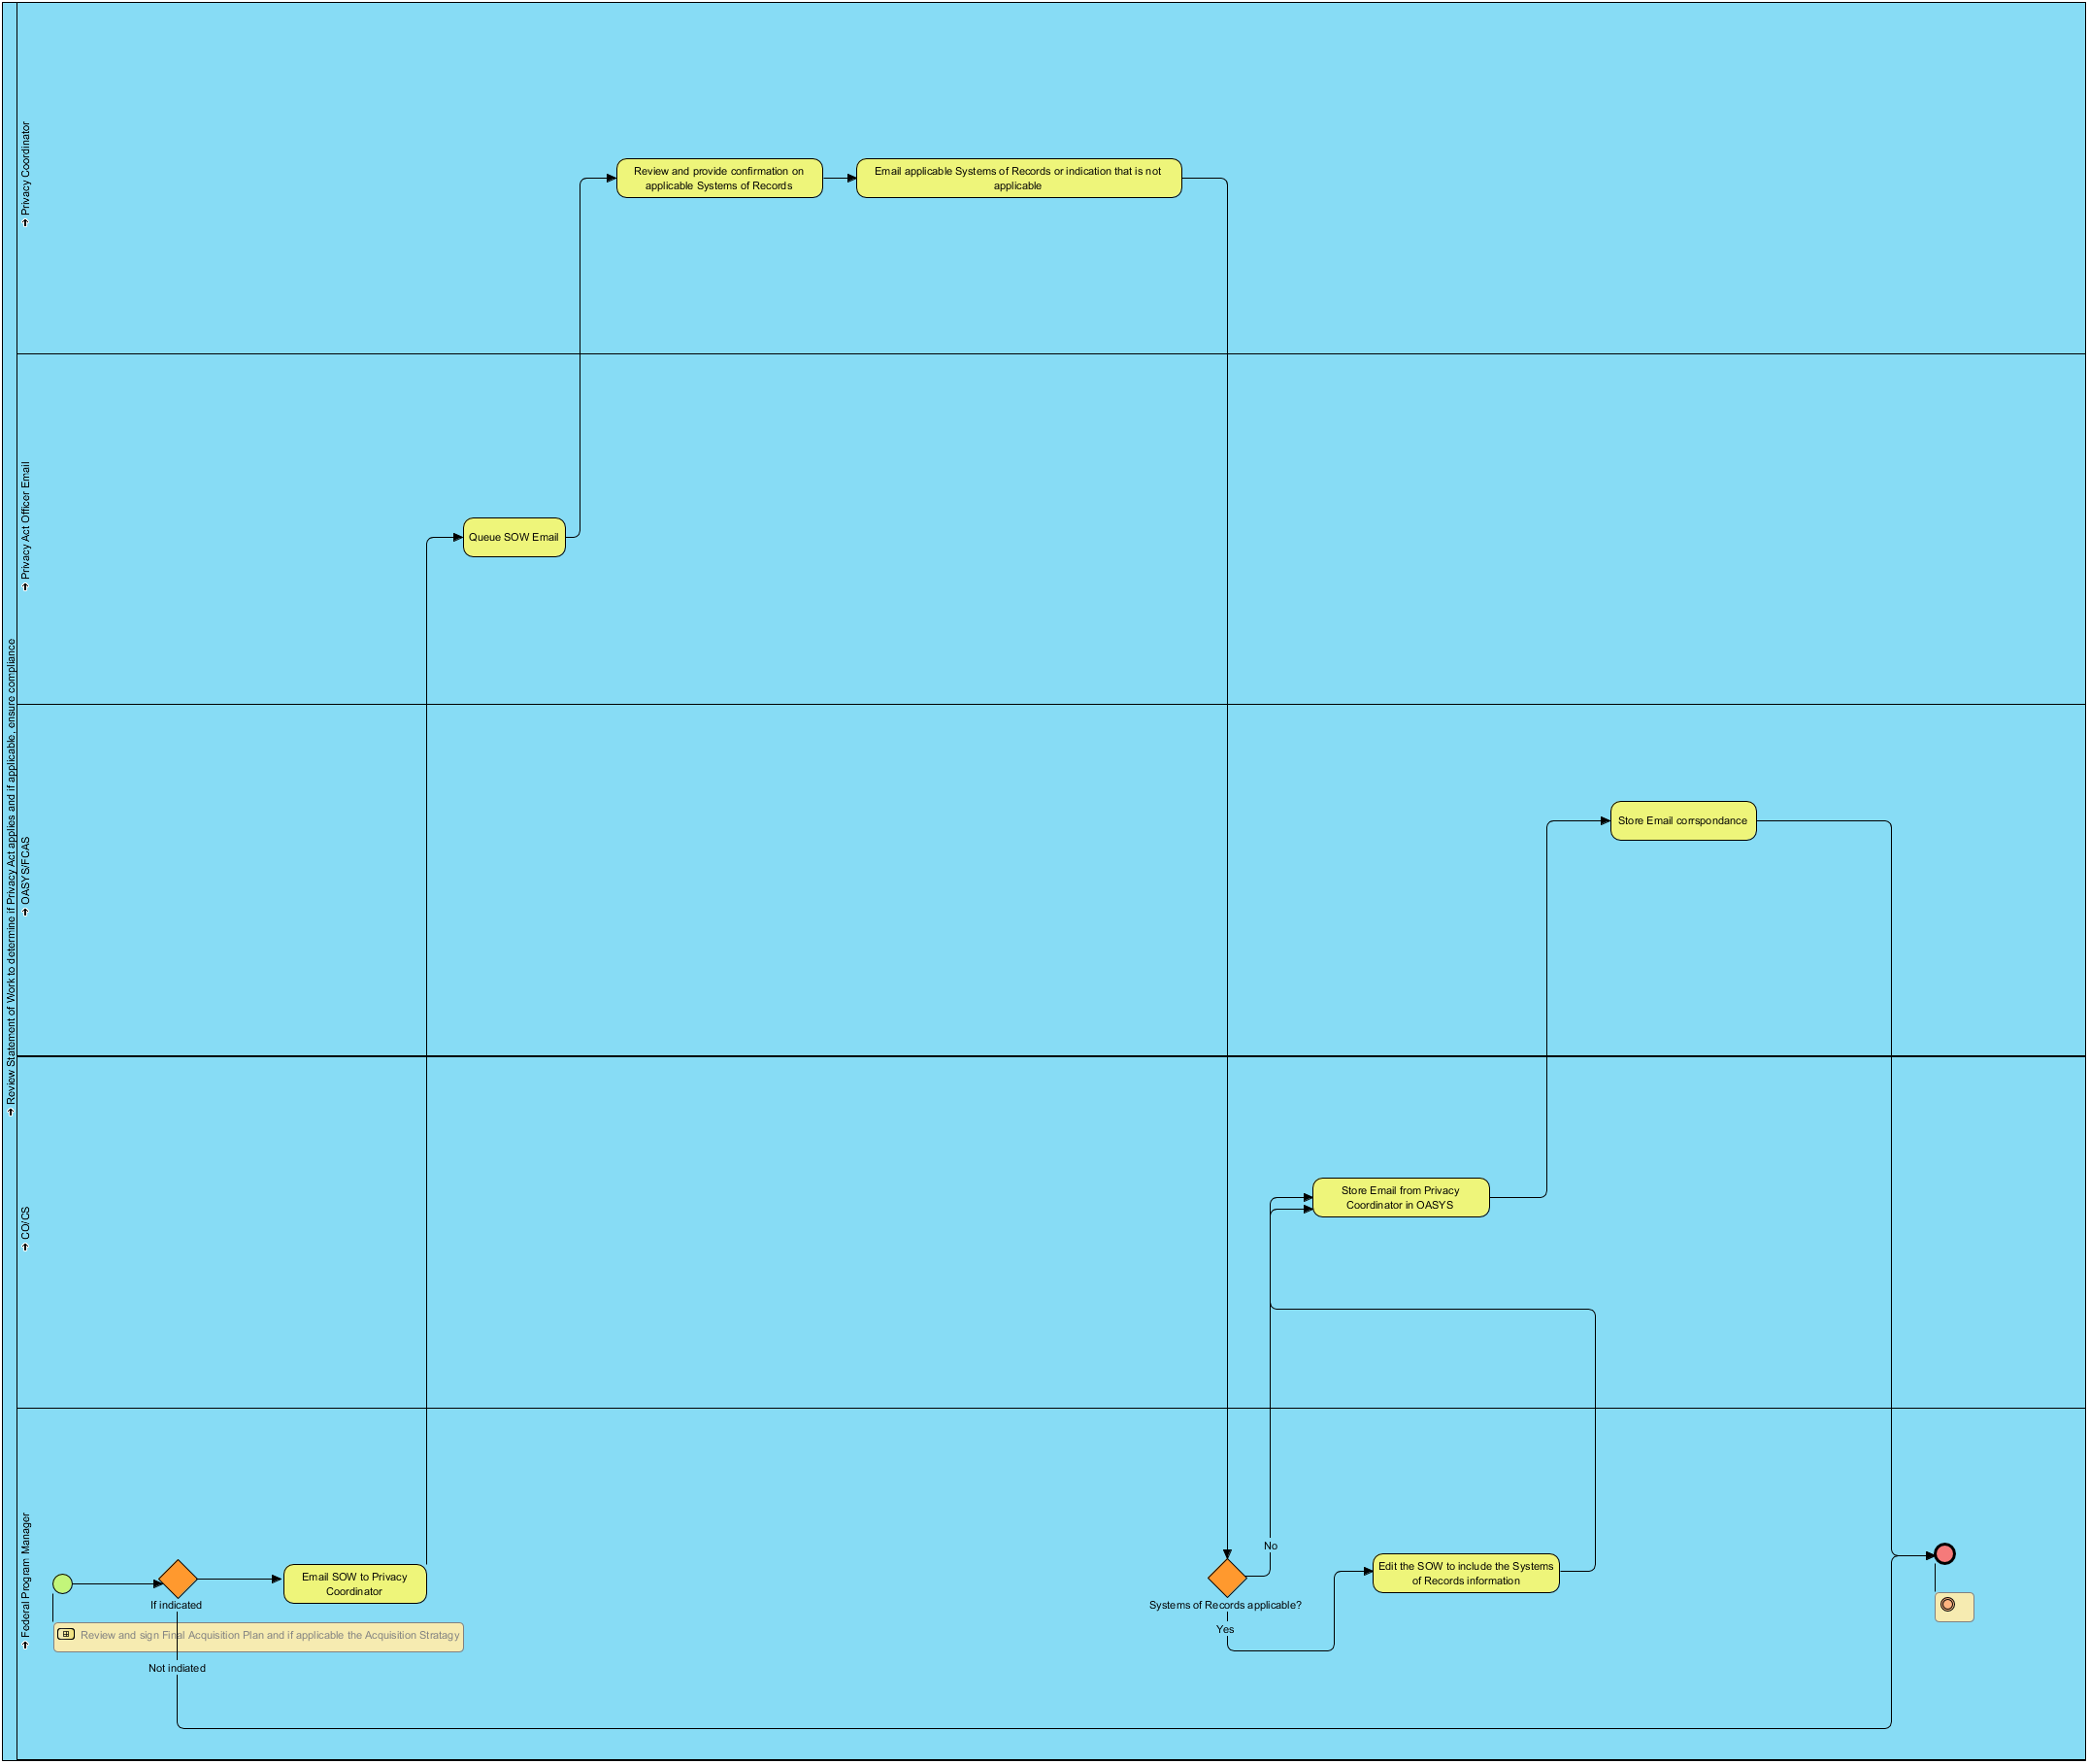 Review Statement of Work to determine if Privacy Act applies and if applicable, ensure compliance
Privacy Coordinator
Review and provide confirmation on
applicable Systems of Records
Email applicable Systems of Records or indication that is not
applicable
Privacy Act Officer Email
Queue SOW Email
OASYS/FCAS
Store Email corrspondance
CO/CS
Store Email from Privacy
Coordinator in OASYS
Federal Program Manager
If indicated
Email SOW to Privacy
Coordinator
Review and sign Final Acquisition Plan and if applicable the Acquisition Stratagy
Not indiated
No
Systems of Records applicable?
Yes
Edit the SOW to include the Systems
of Records information